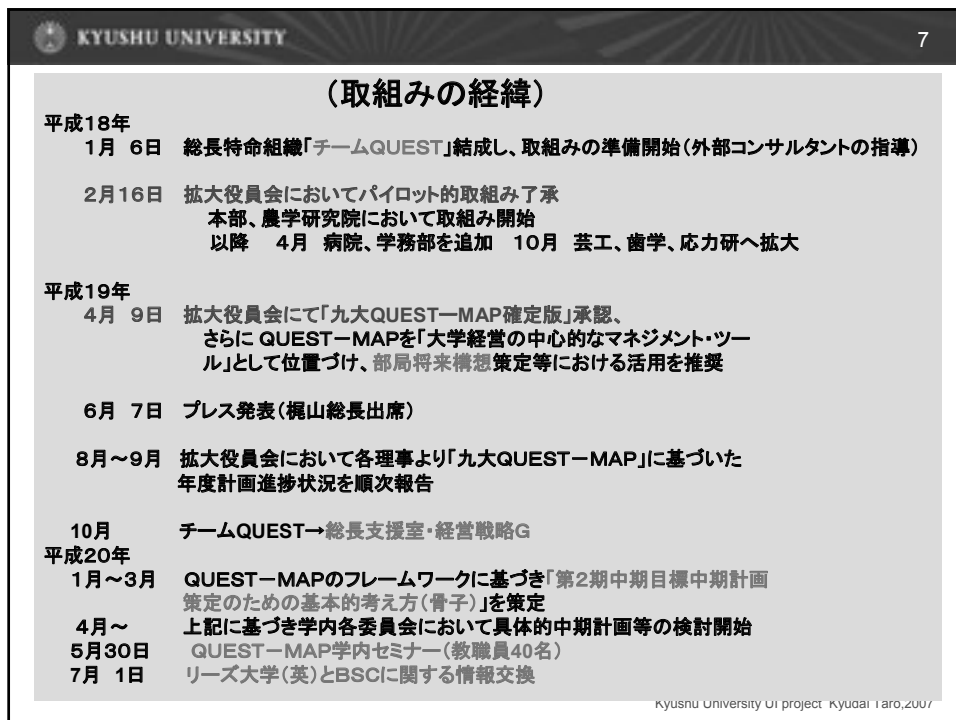 KYUSHU UNIVERSITY
7
（取組みの経緯）
平成１８年
１月　６日　総長特命組織「チームＱＵＥＳＴ」結成し、取組みの準備開始（外部コンサルタントの指導）
２月１６日　拡大役員会においてパイロット的取組み了承
本部、農学研究院において取組み開始
以降　４月　病院、学務部を追加　１０月　芸工、歯学、応力研へ拡大
平成１９年
４月　９日　拡大役員会にて「九大QUESTーMAP確定版」承認、
さらに QUEST－MAPを「大学経営の中心的なマネジメント・ツー
ル」として位置づけ、部局将来構想策定等における活用を推奨
６月　７日　プレス発表（梶山総長出席）
８月～９月　拡大役員会において各理事より「九大ＱＵＥＳＴ－ＭＡＰ」に基づいた
年度計画進捗状況を順次報告
10月　チームQUEST→総長支援室・経営戦略G
平成２０年
１月～３月　ＱＵＥＳＴ－ＭＡＰのフレームワークに基づき「第２期中期目標中期計画
策定のための基本的考え方（骨子）」を策定
４月～　上記に基づき学内各委員会において具体的中期計画等の検討開始
５月３０日　ＱＵＥＳＴ－ＭＡＰ学内セミナー（教職員40名）
７月　１日　リーズ大学（英）とＢＳＣに関する情報交換
Kyushu University UI project Kyudai Taro,2007